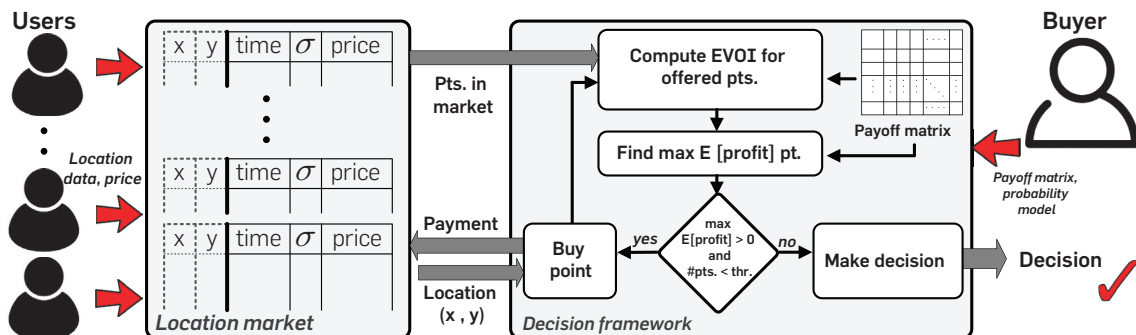 Users
Location
data, price
x y time σ price
x y time σ price
x y time σ price
Location market
Pts. in
market
Payment
Location
(x , y)
Compute EVOI for
offered pts.
Payoff matrix
Find max E [profit] pt.
max
E[profit] > 0
and
#pts. < thr.
yes
no
Buy
point
Make decision
Decision framework
Buyer
Payoff matrix,
probability
model
Decision